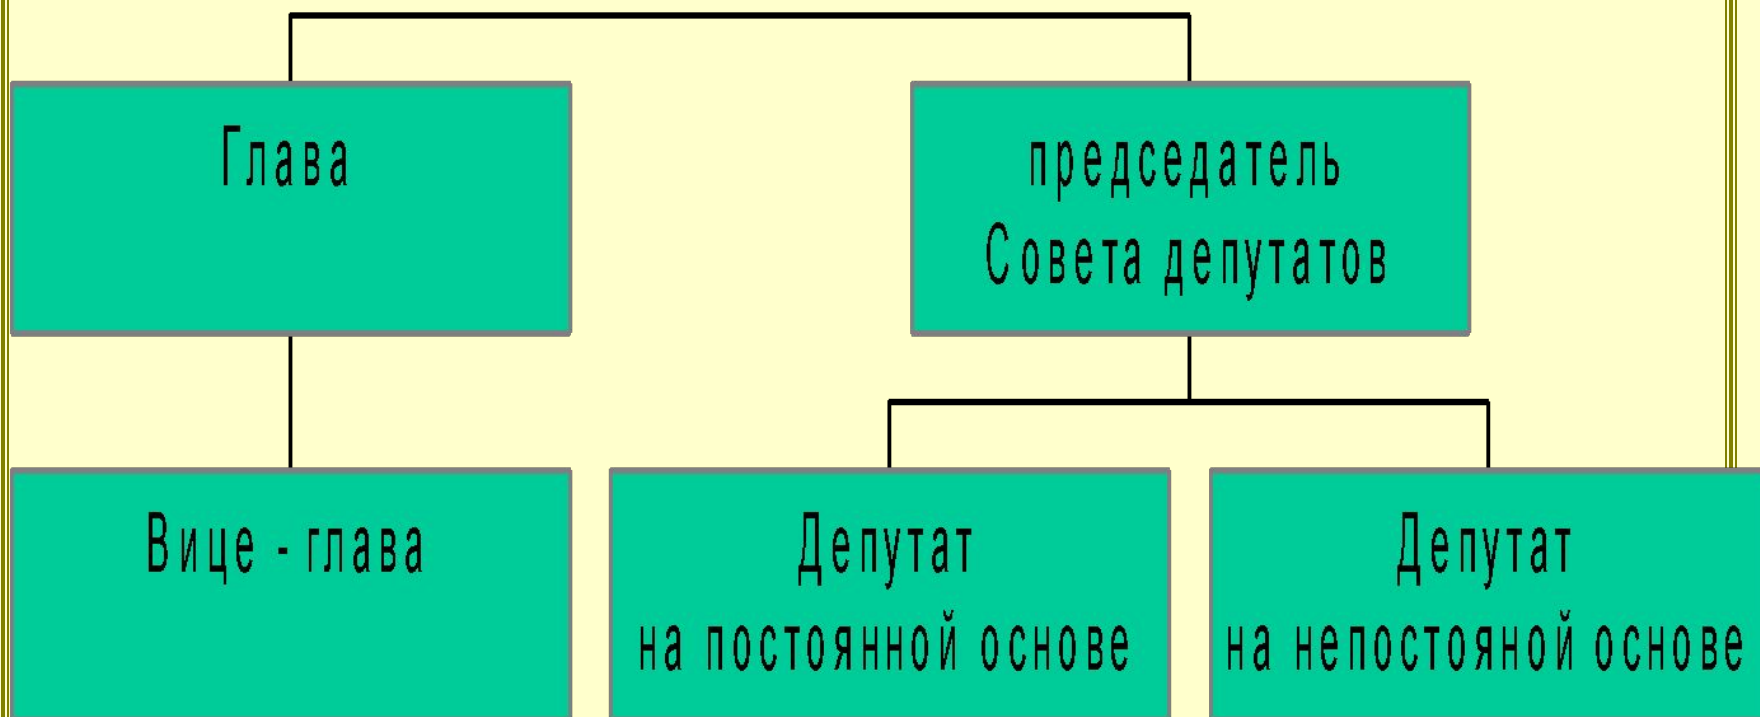 Глава
председатель
Совета депутатов
Вице - глава
Депутат
на постоянной основе
Депутат
на непостояной основе